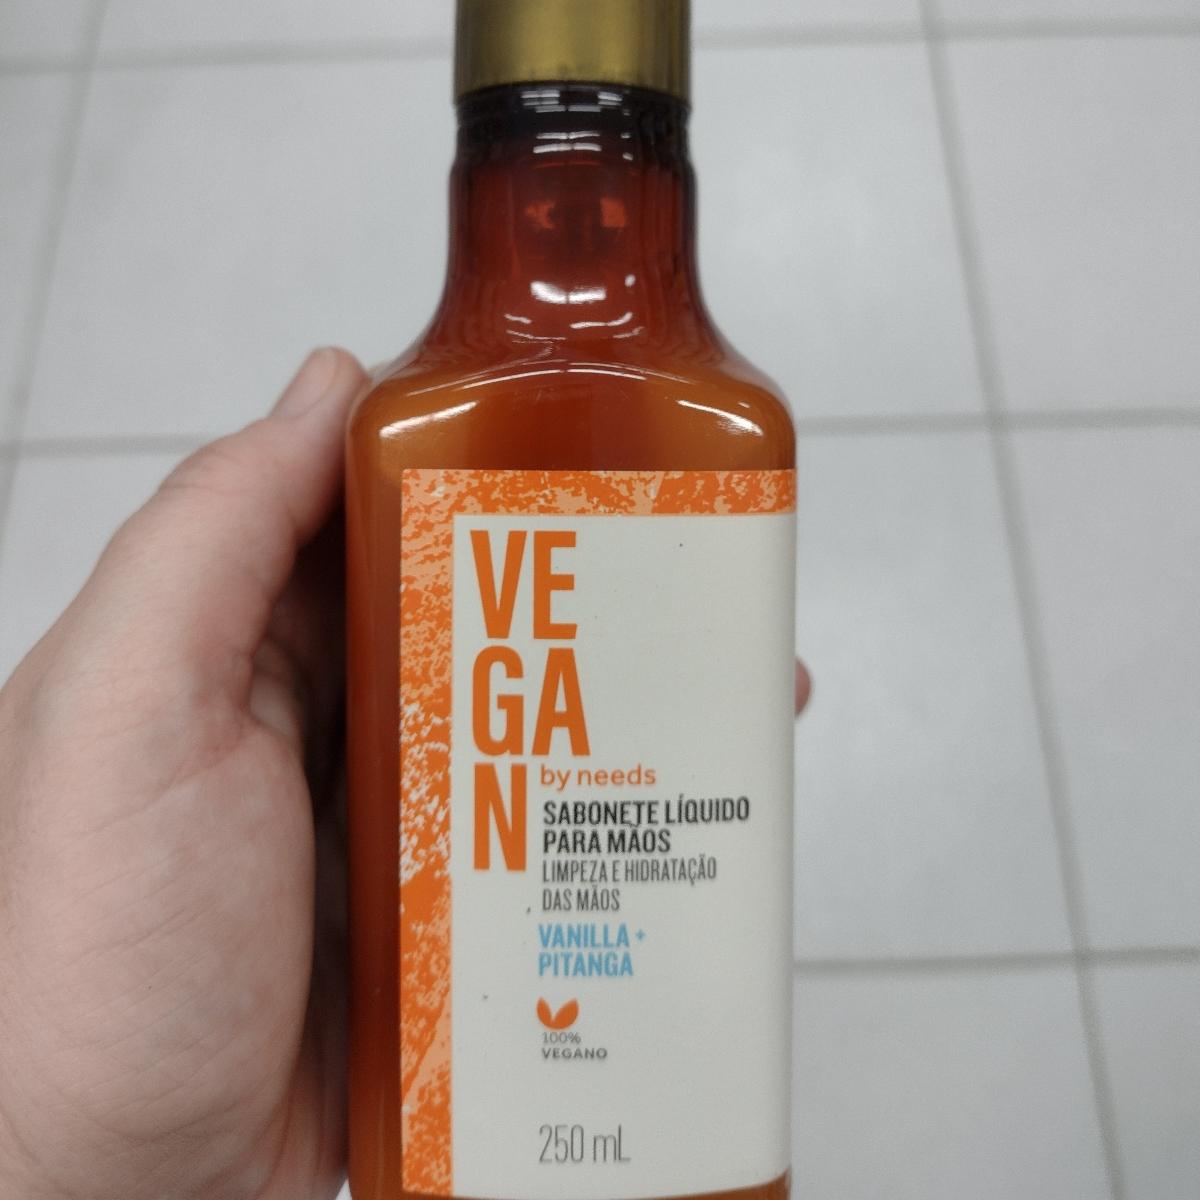 VE
GA
N
by needs
SABONETE LÍQUIDO
PARA MÃOS
LIMPEZA E HIDRATAÇÃO
DAS MÃOS
VANILLA +
PITANGA
100%
VEGANO
250 mL